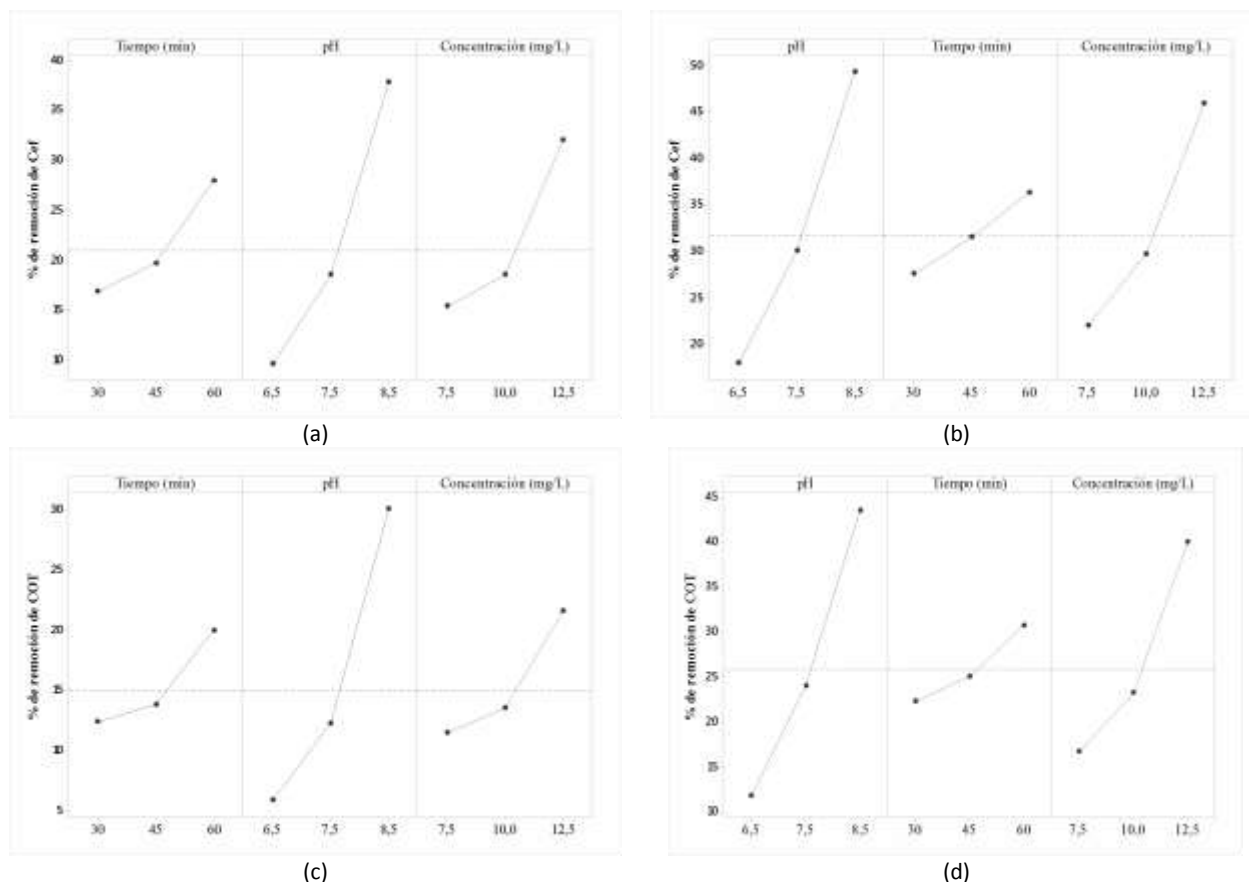 Tiempo (min) pH Concentración (mg/L)
% de remoción de Cef
40
35
30
25
20
15
10
30 45 60 6,5 7,5 8,5 7,5 10,0 12,5
(a)
pH Tiempo (min) Concentración (mg/L)
% de remoción de Cef
50
45
40
35
30
25
20
6,5 7,5 8,5 30 45 60 7,5 10,0 12,5
(b)
Tiempo (min) pH Concentración (mg/L)
% de remoción de COT
30
25
20
15
10
5
30 45 60 6,5 7,5 8,5 7,5 10,0 12,5
(c)
pH Tiempo (min) Concentración (mg/L)
% de remoción de COT
45
40
35
30
25
20
15
10
6,5 7,5 8,5 30 45 60 7,5 10,0 12,5
(d)